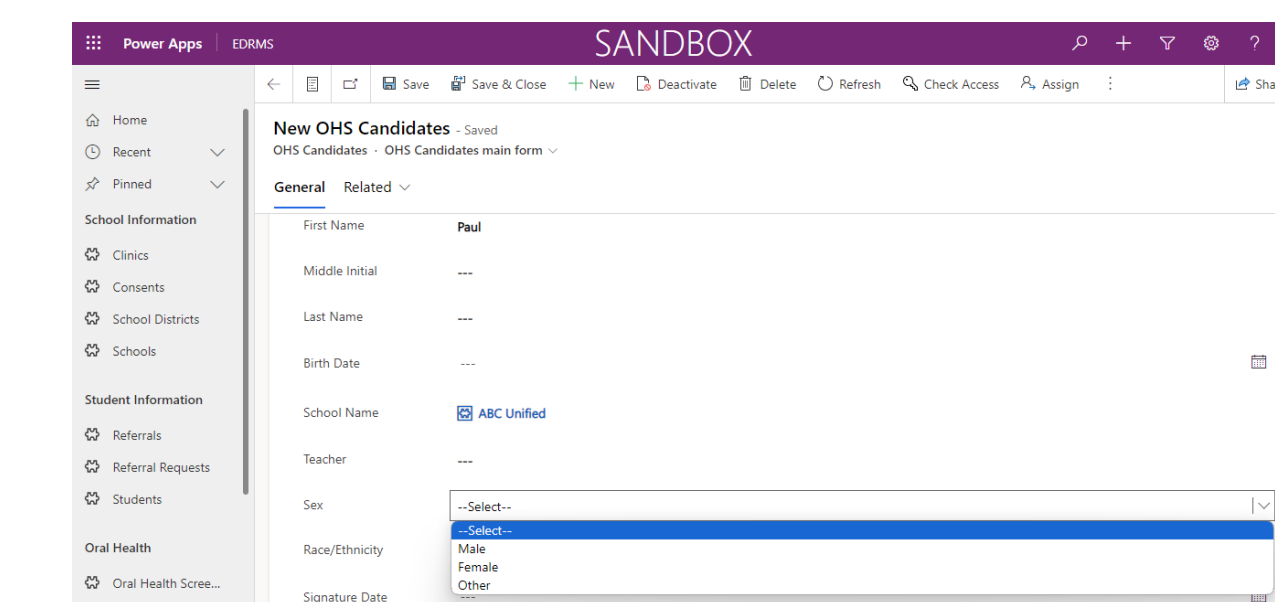 Power Apps EDRMS SANDBOX
Save Save & Close New Deactivate Delete Refresh Check Access Assign Sha
Home
Recent
Pinned
School Information
Clinics
Consents
School Districts
Schools
Student Information
Referrals
Referral Requests
Students
Oral Health
Oral Health Scree...
New OHS Candidates - Saved
OHS Candidates · OHS Candidates main form
General Related
First Name Paul
Middle Initial ---
Last Name ---
Birth Date ---
School Name ABC Unified
Teacher ---
Sex --Select--
--Select--
Male
Female
Other
Race/Ethnicity
Signature Date ---